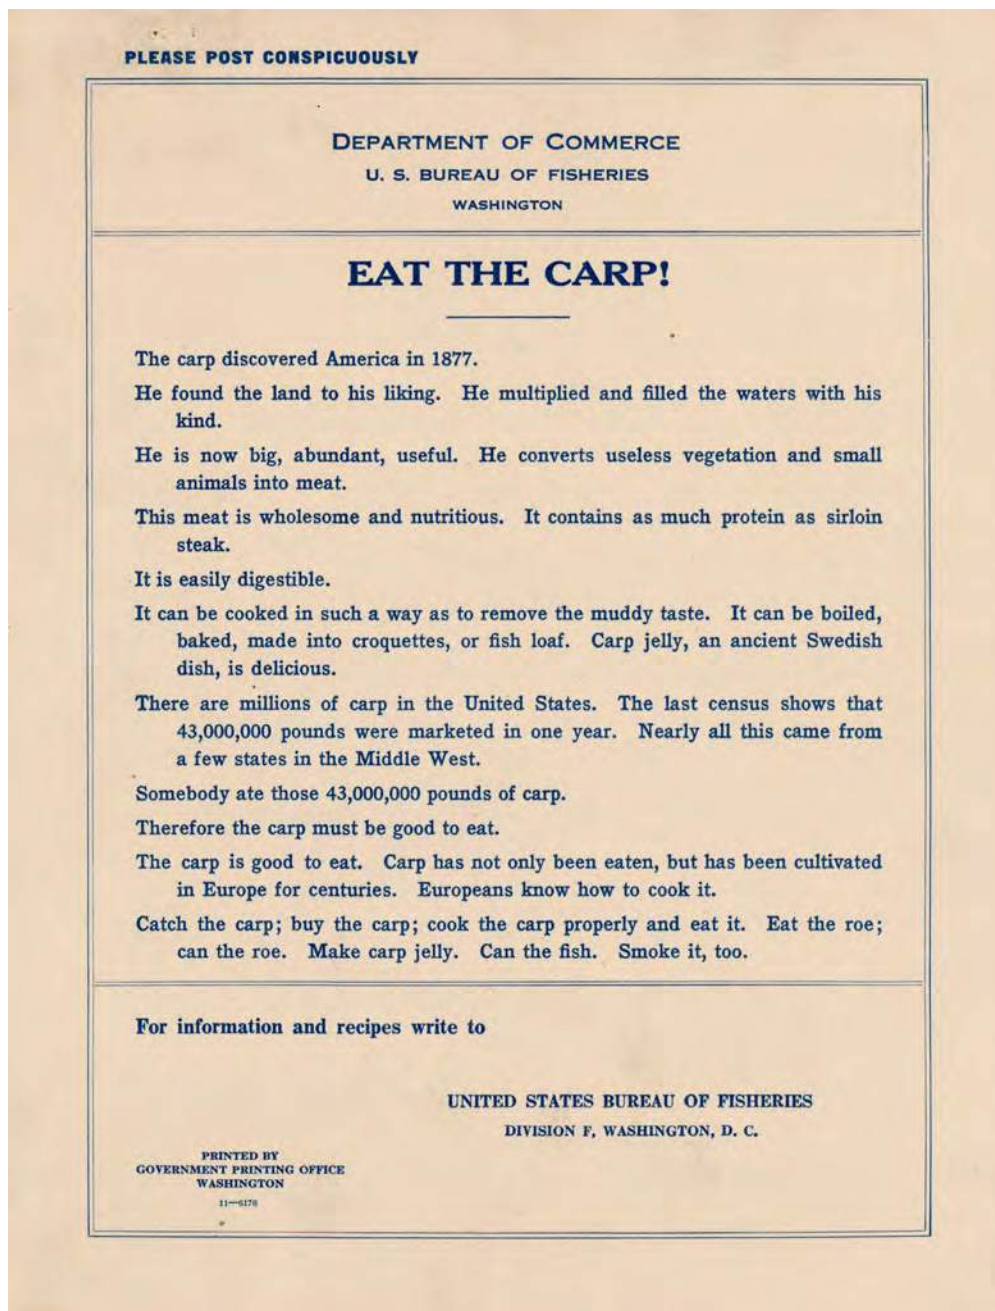 PLEASE POST CONSPICUOUSLY
DEPARTMENT OF COMMERCE
U. S. BUREAU OF FISHERIES
WASHINGTON
EAT THE CARP!
The carp discovered America in 1877.
He found the land to his liking. He multiplied and filled the waters with his
kind.
He is now big, abundant, useful. He converts useless vegetation and small
animals into meat.
This meat is wholesome and nutritious. It contains as much protein as sirloin
steak.
It is easily digestible.
It can be cooked in such a way as to remove the muddy taste. It can be boiled,
baked, made into croquettes, or fish loaf. Carp jelly, an ancient Swedish
dish, is delicious.
There are millions of carp in the United States. The last census shows that
43,000,000 pounds were marketed in one year. Nearly all this came from
a few states in the Middle West.
Somebody ate those 43,000,000 pounds of carp.
Therefore the carp must be good to eat.
The carp is good to eat. Carp has not only been eaten, but has been cultivated
in Europe for centuries. Europeans know how to cook it.
Catch the carp; buy the carp; cook the carp properly and eat it. Eat the roe;
can the roe. Make carp jelly. Can the fish. Smoke it, too.
For information and recipes write to
UNITED STATES BUREAU OF FISHERIES
DIVISION F, WASHINGTON, D. C.
PRINTED BY
GOVERNMENT PRINTING OFFICE
WASHINGTON
11—6176